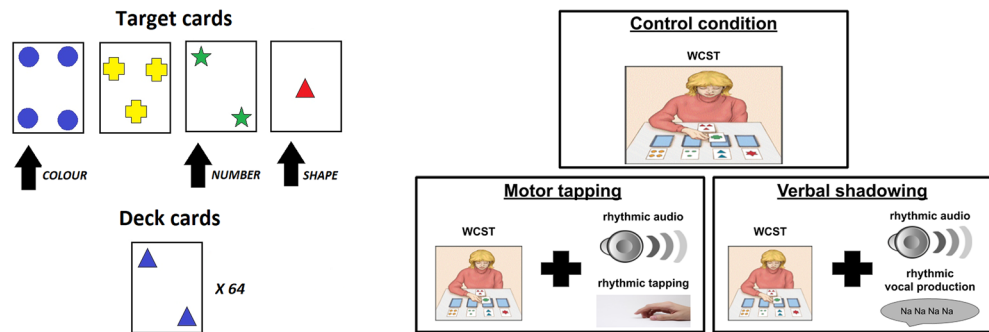 Target cards
COLOUR
NUMBER
SHAPE
Deck cards
X 64
Control condition
WCST
Motor tapping
WCST
rhythmic audio
rhythmic tapping
Verbal shadowing
WCST
rhythmic audio
rhythmic
vocal production
Na Na Na Na